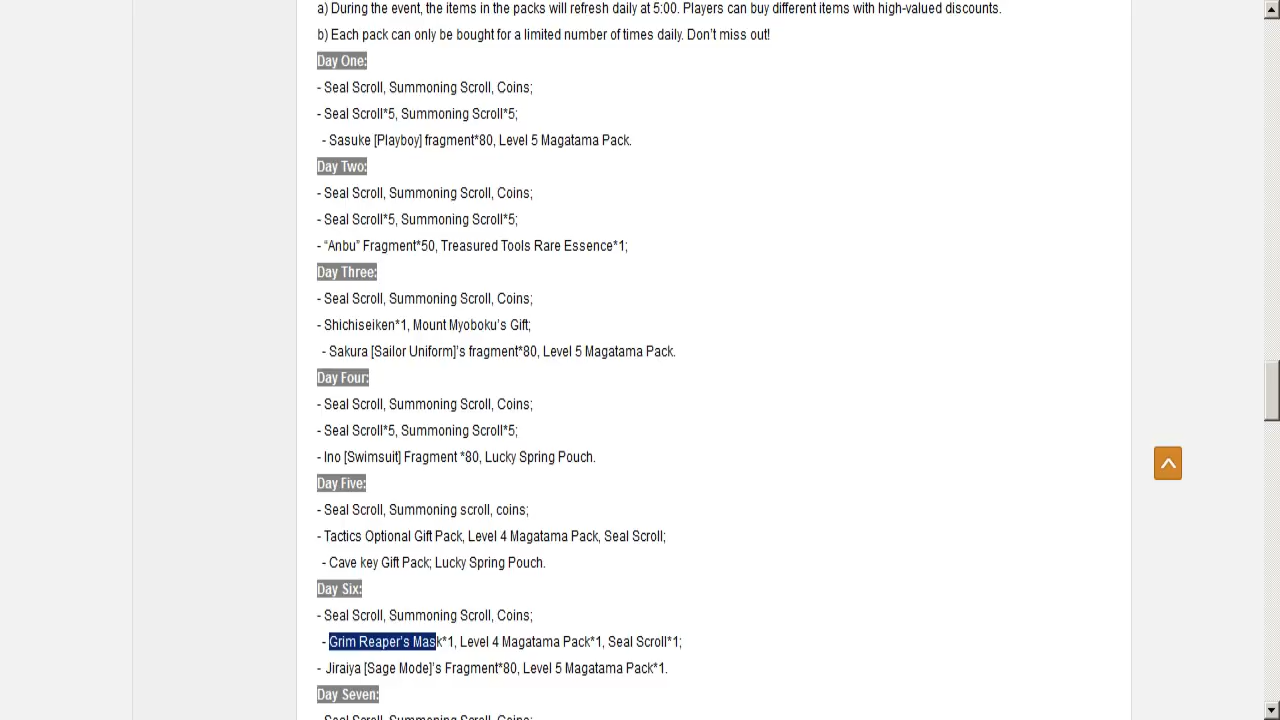 a) During the event, the items in the packs will refresh daily at 5:00. Players can buy different items with high-valued discounts.
b) Each pack can only be bought for a limited number of times daily. Don’t miss out!
Day One:
- Seal Scroll, Summoning Scroll, Coins;
- Seal Scroll*5, Summoning Scroll*5;
- Sasuke [Playboy] fragment*80, Level 5 Magatama Pack.
Day Two:
- Seal Scroll, Summoning Scroll, Coins;
- Seal Scroll*5, Summoning Scroll*5;
- “Anbu” Fragment*50, Treasured Tools Rare Essence*1;
Day Three:
- Seal Scroll, Summoning Scroll, Coins;
- Shichiseiken*1, Mount Myoboku’s Gift;
- Sakura [Sailor Uniform]’s fragment*80, Level 5 Magatama Pack.
Day Four:
- Seal Scroll, Summoning Scroll, Coins;
- Seal Scroll*5, Summoning Scroll*5;
- Ino [Swimsuit] Fragment *80, Lucky Spring Pouch.
Day Five:
- Seal Scroll, Summoning scroll, coins;
- Tactics Optional Gift Pack, Level 4 Magatama Pack, Seal Scroll;
- Cave key Gift Pack; Lucky Spring Pouch.
Day Six:
- Seal Scroll, Summoning Scroll, Coins;
- Grim Reaper’s Mask*1, Level 4 Magatama Pack*1, Seal Scroll*1;
- Jiraiya [Sage Mode]’s Fragment*80, Level 5 Magatama Pack*1.
Day Seven:
- Seal Scroll, Summoning Scroll, Coins;